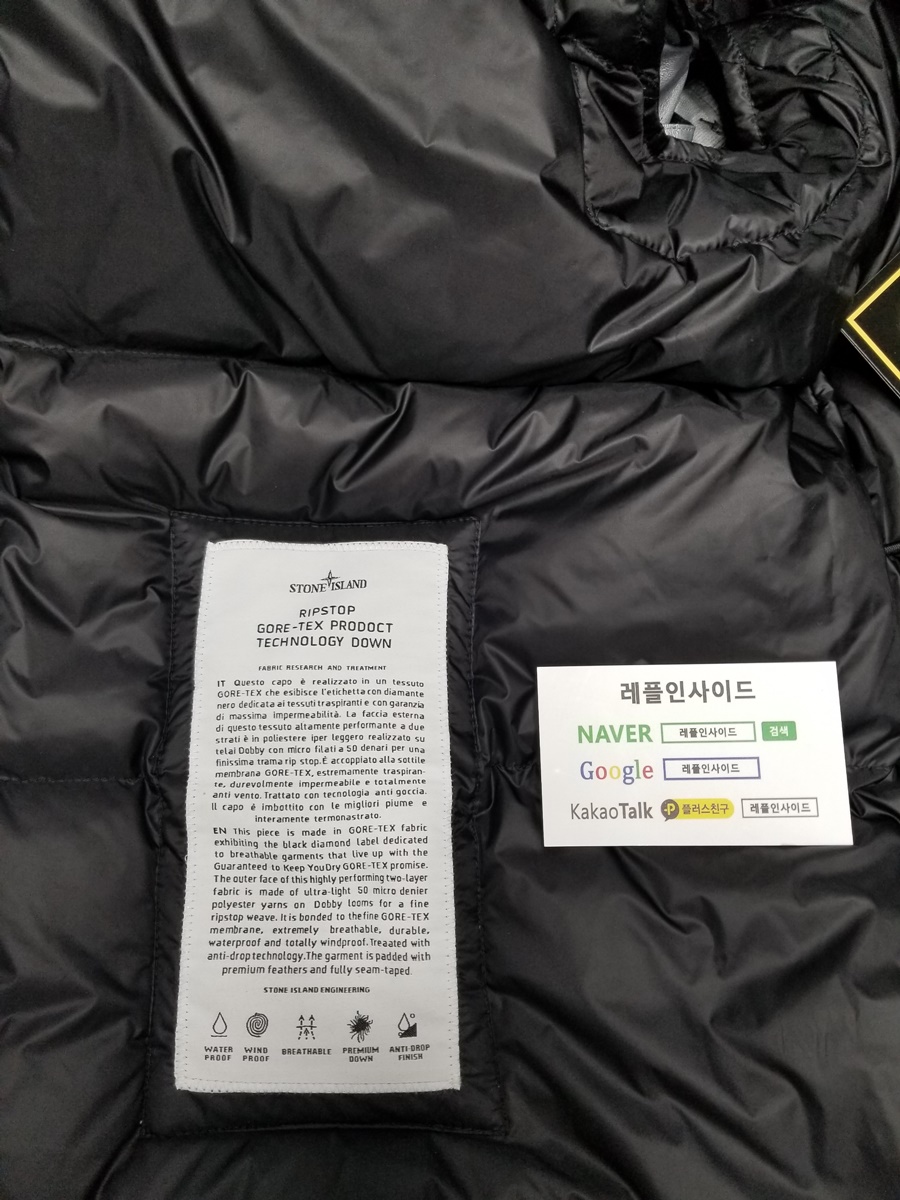 STONE ISLAND
RIPSTOP
GORE-TEX PRODUCT
TECHNOLOGY DOWN
FABRIC RESEARCH AND TREATMENT
IT Questo capo è realizzato in un tessuto
GORE-TEX che esibisce l'etichetta con diamante
nero dedicata ai tessuti traspiranti e con garanzia
di massima impermeabilità. La faccia esterna
di questo tessuto altamente performante a due
strati è in poliestere iper leggero realizzato su
telai Dobby con micro filati a 50 denari per una
finissima trama rip stop.È accoppiato alla sottile
membrana GORE-TEX, estremamente traspiran-
te, durevolmente impermeabile e totalmente
anti vento. Trattato con tecnologia anti goccia.
Il capo è imbottito con le migliori piume e
interamente termonastrato.
EN This piece is made in GORE-TEX fabric
exhibiting the black diamond label dedicated
to breathable garments that live up with the
Guaranteed to Keep YouDry GORE-TEX promise.
The outer face of this highly performing two-layer
fabric is made of ultra-light 50 micro denier
polyester yarns on Dobby looms for a fine
ripstop weave. It is bonded to the fine GORE-TEX
membrane, extremely breathable, durable,
waterproof and totally windproof. Treaated with
anti-drop technology.The garment is padded with
premium feathers and fully seam-taped.
STONE ISLAND ENGINEERING
WATER PROOF
WIND PROOF
BREATHABLE
PREMIUM DOWN
ANTI-DROP FINISH
레플인사이드
NAVER 레플인사이드 검색
Google 레플인사이드
KakaoTalk P 플러스친구 레플인사이드